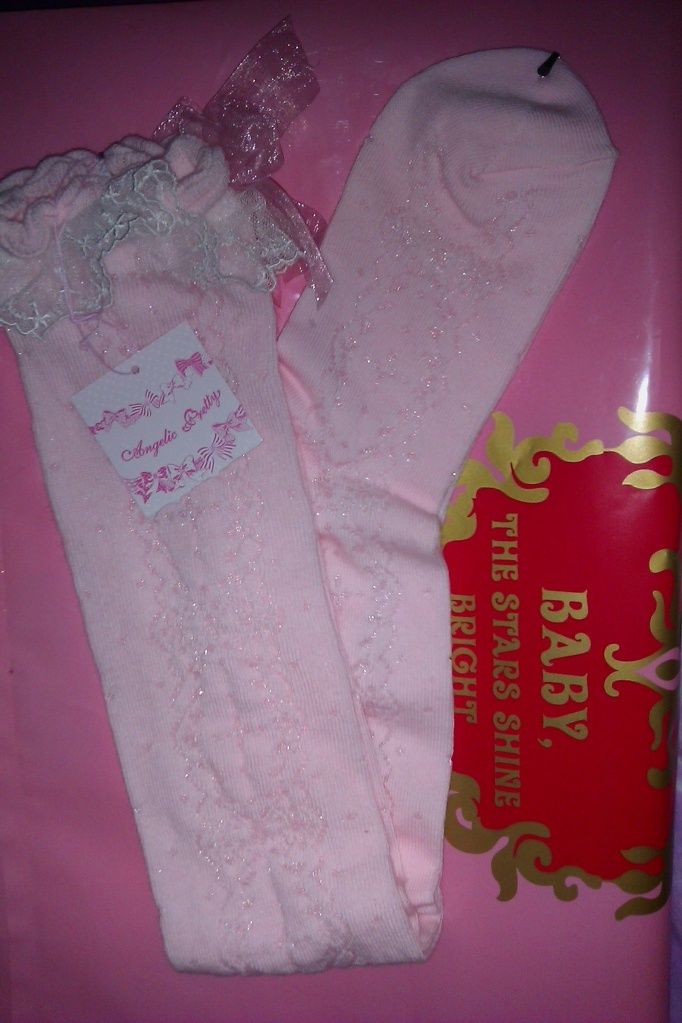 Angelic Pretty
BABY,
THE STARS SHINE
BRIGHT